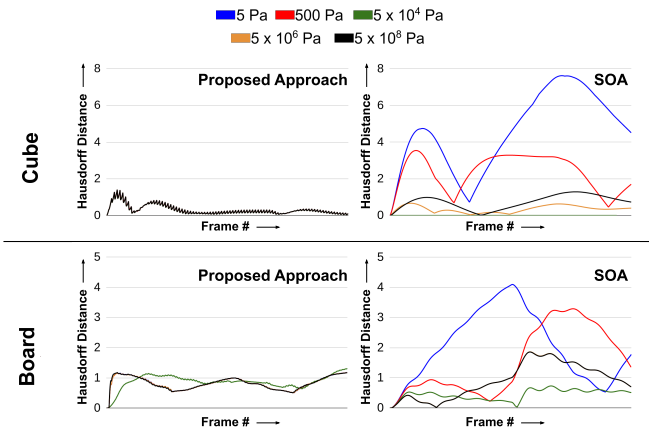 5 Pa 500 Pa 5 x 10⁴ Pa
5 x 10⁶ Pa 5 x 10⁸ Pa
Cube
Hausdorff Distance
8
6
4
2
0
Proposed Approach
Frame #
Hausdorff Distance
8
6
4
2
0
SOA
Frame #
Board
Hausdorff Distance
5
4
3
2
1
0
Proposed Approach
Frame #
Hausdorff Distance
5
4
3
2
1
0
SOA
Frame #